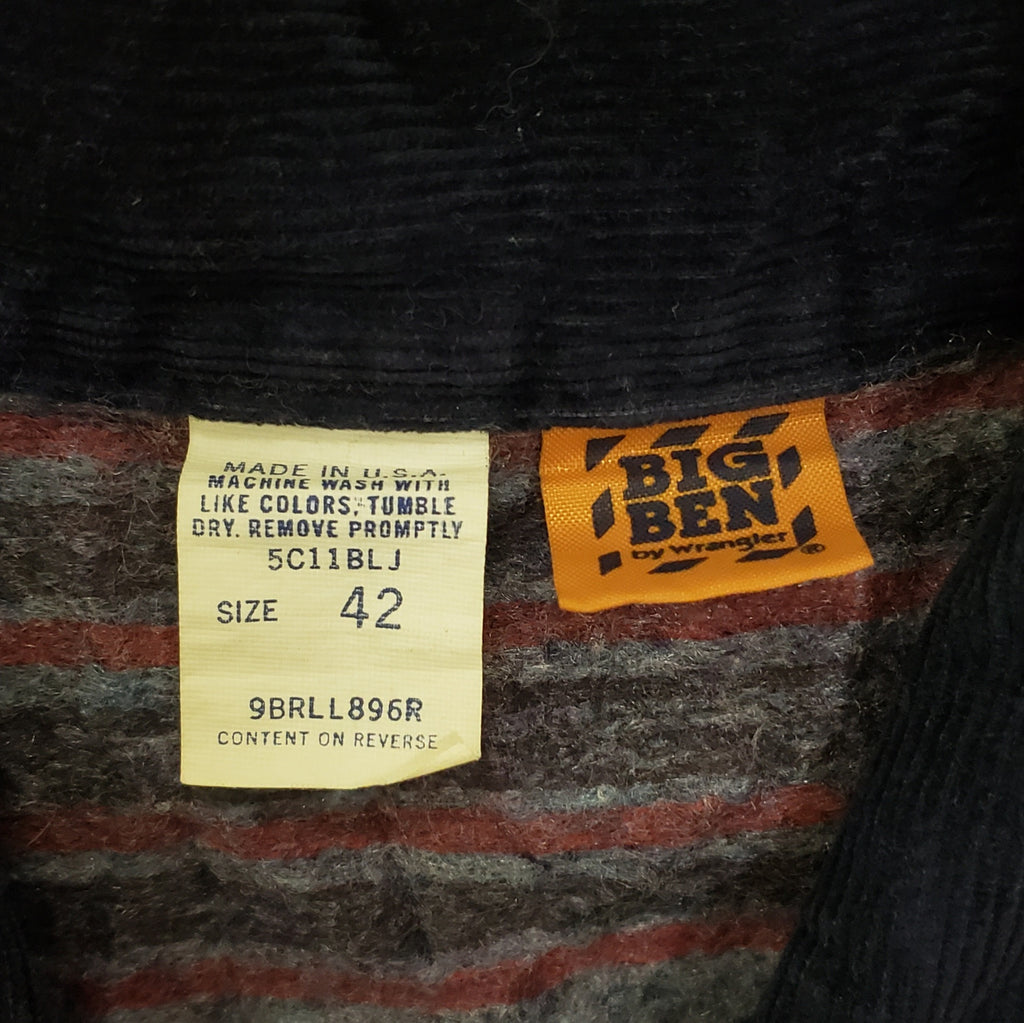 MADE IN U.S.A.
MACHINE WASH WITH
LIKE COLORS, TUMBLE
DRY. REMOVE PROMPTLY
5C11BLJ
SIZE 42
9BRLL896R
CONTENT ON REVERSE
BIG
BEN
by Wrangler ®